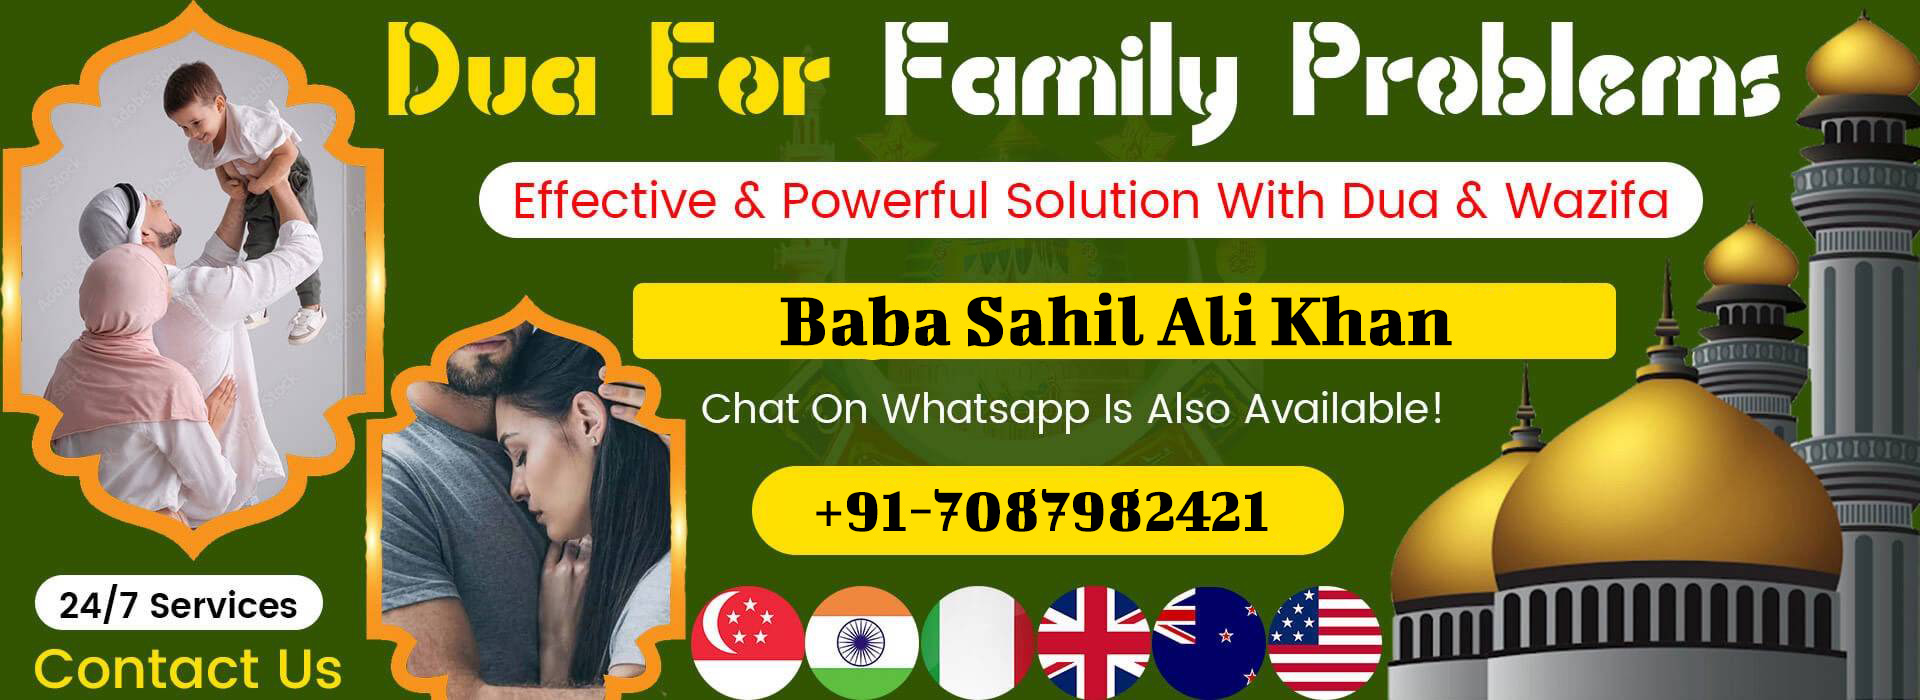 Dua For Family Problems
Effective & Powerful Solution With Dua & Wazifa
Baba Sahil Ali Khan
Chat On Whatsapp Is Also Available!
+91-7087982421
24/7 Services
Contact Us